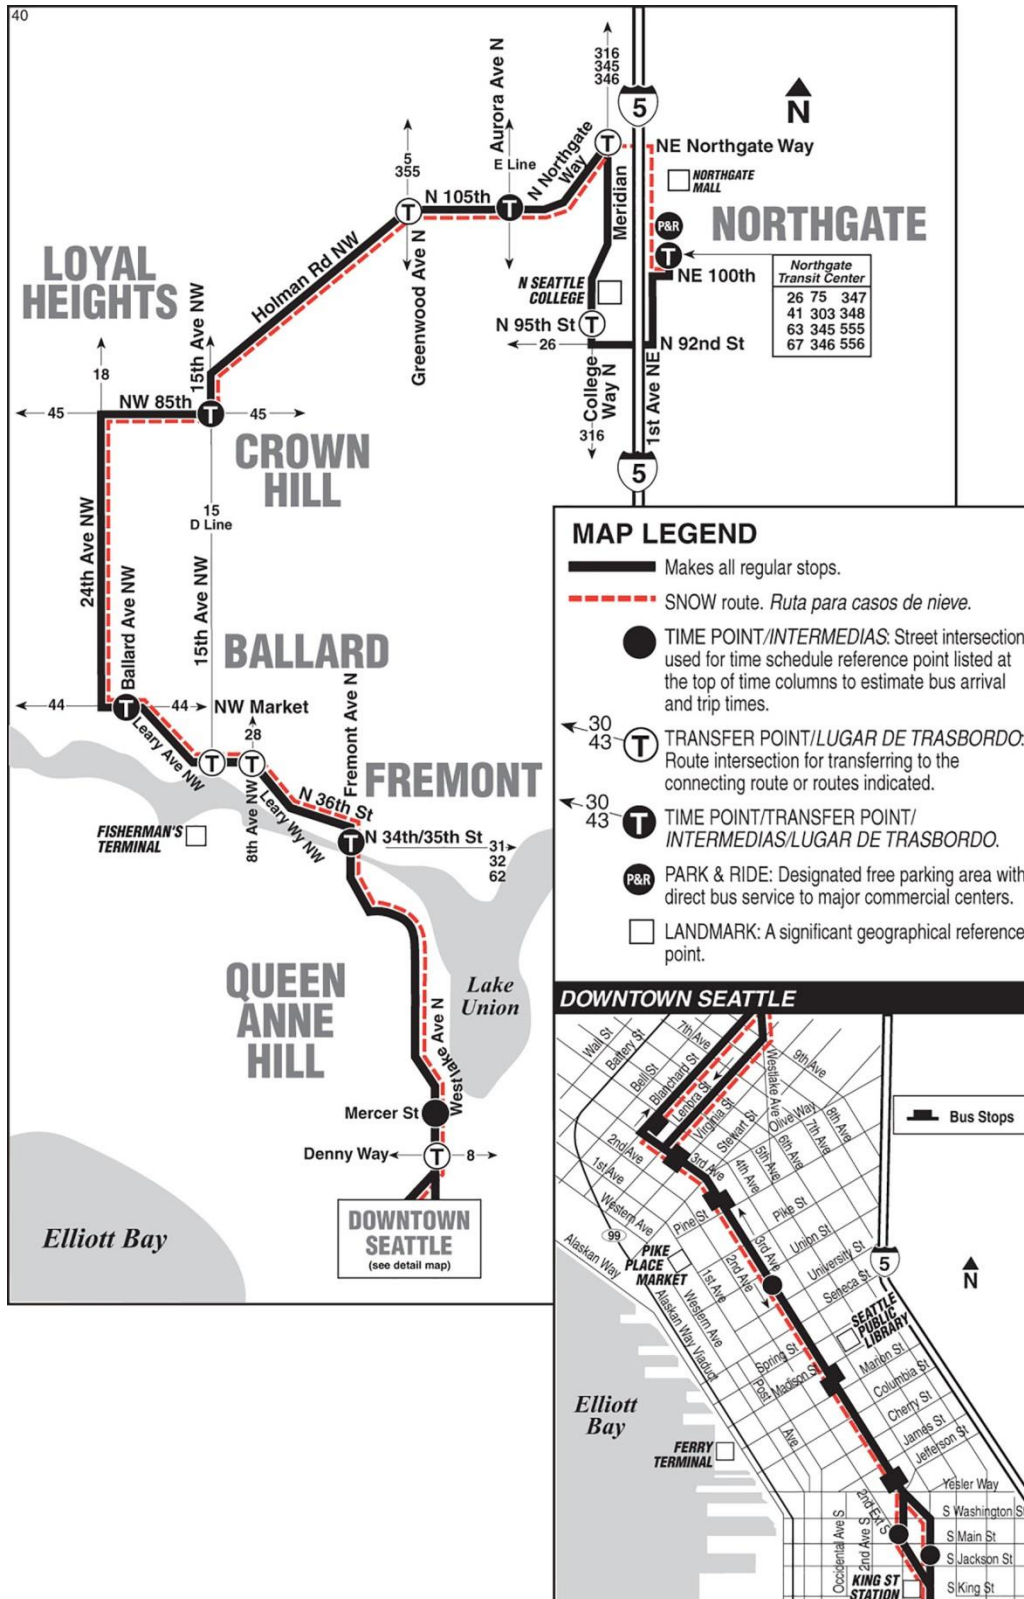 40
Aurora Ave N
316
345
346
5
N
5
355
E Line
N Northgate
Way
NE Northgate Way
NORTHGATE
MALL
N 105th
T
T
T
Meridian
P&R
NORTHGATE
T
NE 100th
Northgate
Transit Center
26 75 347
41 303 348
63 345 555
67 346 556
LOYAL
HEIGHTS
Holman Rd NW
Greenwood Ave N
N SEATTLE
COLLEGE
N 95th St
T
26
N 92nd St
15th Ave NW
18
NW 85th
45
T
45
College
Way N
1st Ave NE
316
CROWN
HILL
5
15
D Line
24th Ave NW
Ballard Ave NW
15th Ave NW
BALLARD
44
T
44
NW Market
28
Leary Ave NW
T
T
Fremont Ave N
FREMONT
N 36th St
Leary Wy NW
8th Ave NW
FISHERMAN'S
TERMINAL
T
N 34th/35th St
31
32
62
QUEEN
ANNE
HILL
Lake
Union
Westlake Ave N
Mercer St
Denny Way
T
8
DOWNTOWN
SEATTLE
(see detail map)
Elliott Bay
MAP LEGEND
Makes all regular stops.
SNOW route. Ruta para casos de nieve.
TIME POINT/INTERMEDIAS: Street intersection
used for time schedule reference point listed at
the top of time columns to estimate bus arrival
and trip times.
30
43
T
TRANSFER POINT/LUGAR DE TRASBORDO:
Route intersection for transferring to the
connecting route or routes indicated.
30
43
T
TIME POINT/TRANSFER POINT/
INTERMEDIAS/LUGAR DE TRASBORDO.
P&R
PARK & RIDE: Designated free parking area with
direct bus service to major commercial centers.
LANDMARK: A significant geographical reference
point.
DOWNTOWN SEATTLE
Wall St
Battery St
Bell St
Blanchard St
Lenora St
Virginia St
Stewart St
Olive Way
7th Ave
Westlake Ave
9th Ave
8th Ave
7th Ave
6th Ave
5th Ave
4th Ave
3rd Ave
2nd Ave
1st Ave
Western Ave
Alaskan Way
99
Pine St
Pike St
PIKE
PLACE
MARKET
Union St
University St
Seneca St
5
N
Bus Stops
3rd Ave
2nd Ave
1st Ave
Western Ave
Alaskan Way Viaduct
SEATTLE
PUBLIC
LIBRARY
Spring St
Madison St
Marion St
Columbia St
Cherry St
James St
Jefferson St
Post
Ave
Elliott
Bay
FERRY
TERMINAL
Yesler Way
S Washington St
S Main St
S Jackson St
S King St
2nd Ext S
Occidental Ave S
2nd Ave S
KING ST
STATION